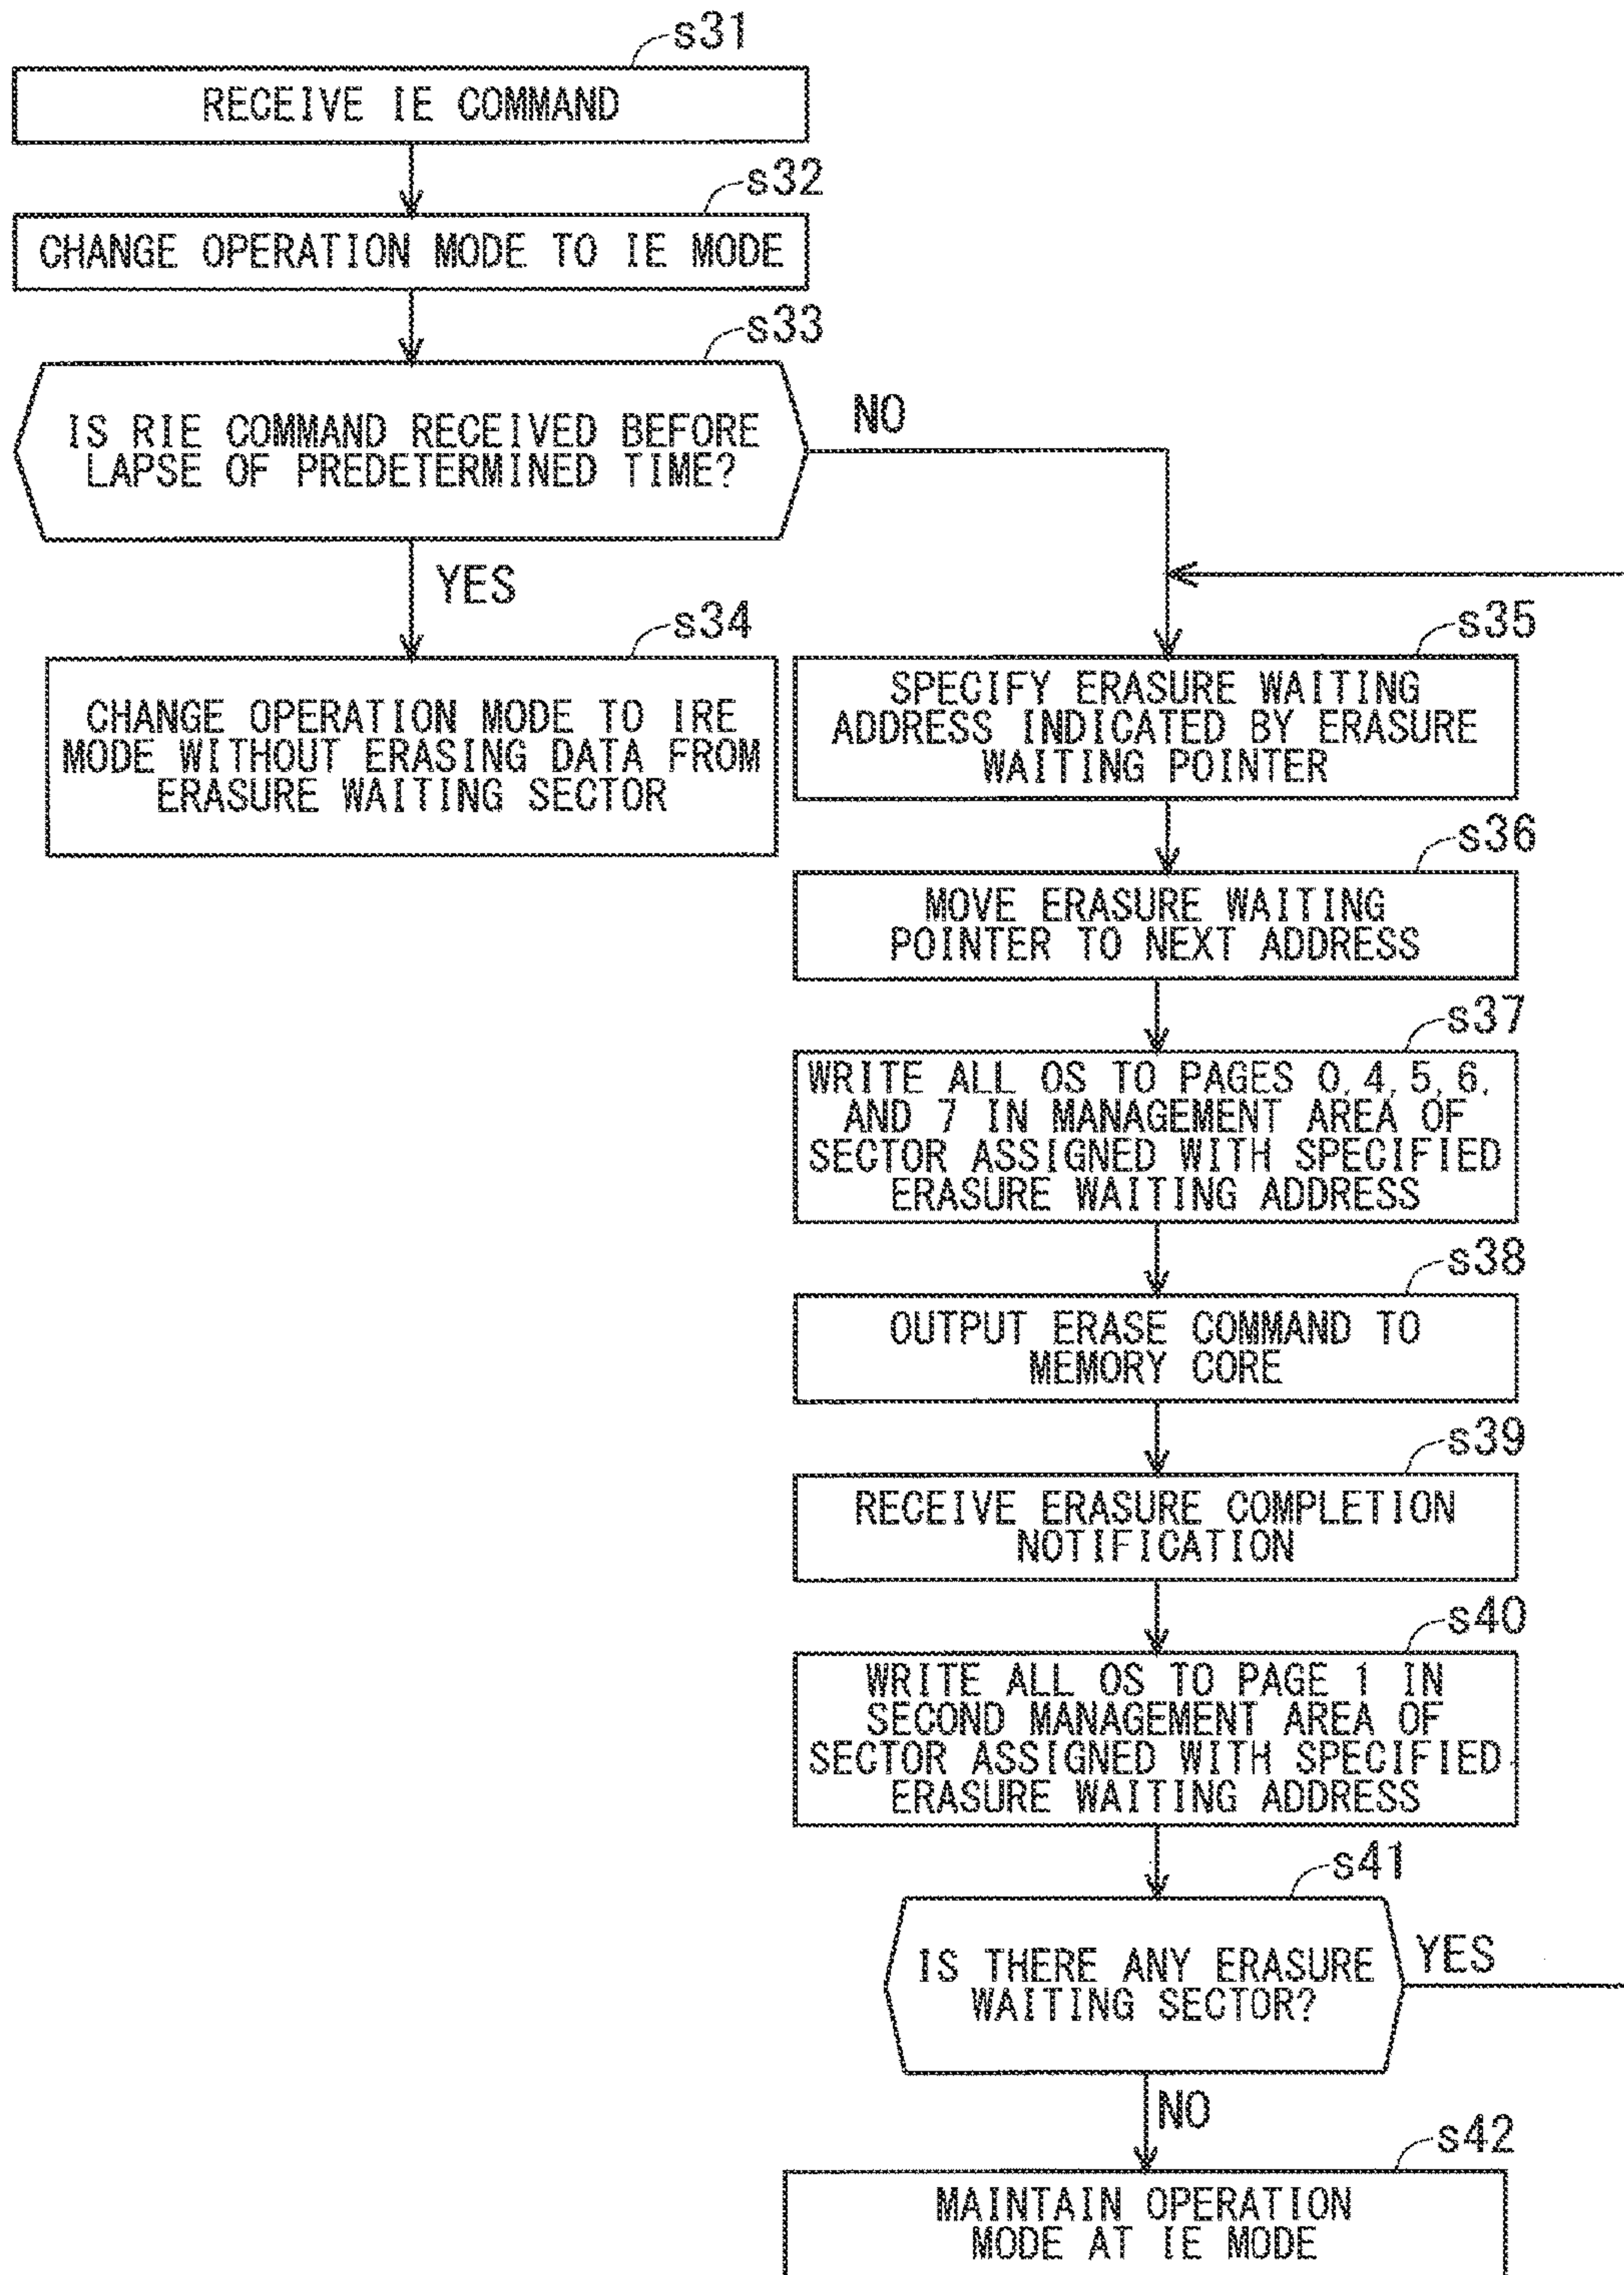 s31
RECEIVE IE COMMAND
s32
CHANGE OPERATION MODE TO IE MODE
s33
IS RIE COMMAND RECEIVED BEFORE
LAPSE OF PREDETERMINED TIME?
NO
YES
s34
CHANGE OPERATION MODE TO IRE
MODE WITHOUT ERASING DATA FROM
ERASURE WAITING SECTOR
s35
SPECIFY ERASURE WAITING
ADDRESS INDICATED BY ERASURE
WAITING POINTER
s36
MOVE ERASURE WAITING
POINTER TO NEXT ADDRESS
s37
WRITE ALL 0S TO PAGES 0, 4, 5, 6,
AND 7 IN MANAGEMENT AREA OF
SECTOR ASSIGNED WITH SPECIFIED
ERASURE WAITING ADDRESS
s38
OUTPUT ERASE COMMAND TO
MEMORY CORE
s39
RECEIVE ERASURE COMPLETION
NOTIFICATION
s40
WRITE ALL 0S TO PAGE 1 IN
SECOND MANAGEMENT AREA OF
SECTOR ASSIGNED WITH SPECIFIED
ERASURE WAITING ADDRESS
s41
IS THERE ANY ERASURE
WAITING SECTOR?
YES
NO
s42
MAINTAIN OPERATION
MODE AT IE MODE